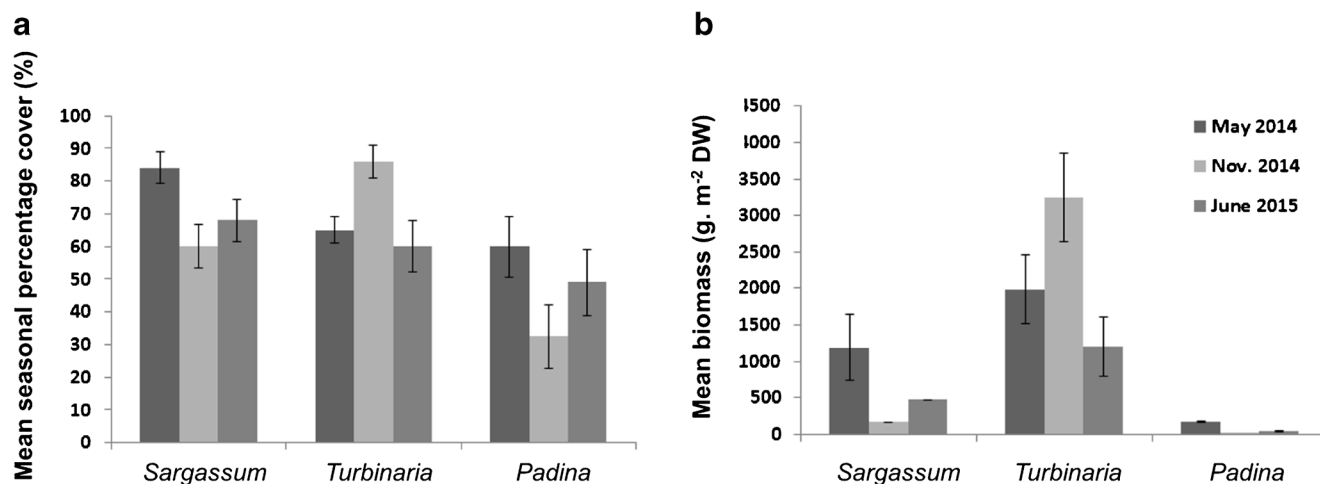 a
Mean seasonal percentage cover (%)
100
90
80
70
60
50
40
30
20
10
0
Sargassum
Turbinaria
Padina
b
Mean biomass (g. m-2 DW)
4500
4000
3500
3000
2500
2000
1500
1000
500
0
May 2014
Nov. 2014
June 2015
Sargassum
Turbinaria
Padina